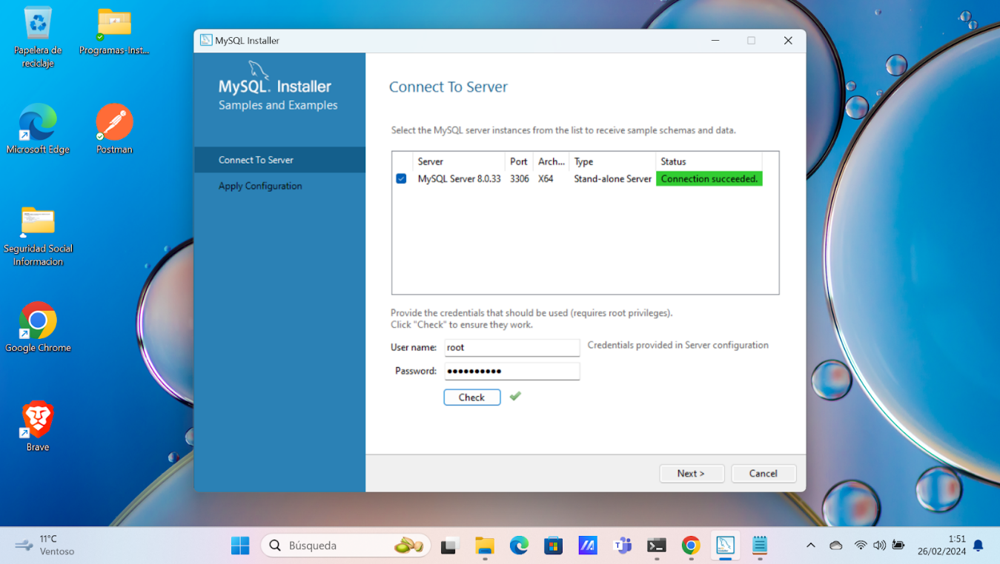 Papelera de
reciclaje
Programas-Inst...
Microsoft Edge
Postman
Seguridad Social
Informacion
Google Chrome
Brave
MySQL Installer
MySQL. Installer
Samples and Examples
Connect To Server
Apply Configuration
Connect To Server
Select the MySQL server instances from the list to receive sample schemas and data.
Server Port Arch... Type Status
MySQL Server 8.0.33 3306 X64 Stand-alone Server Connection succeeded.
Provide the credentials that should be used (requires root privileges).
Click "Check" to ensure they work.
User name: root Credentials provided in Server configuration
Password: ●●●●●●●●●●
Check
Next > Cancel
11°C
Ventoso
Búsqueda
1:51
26/02/2024